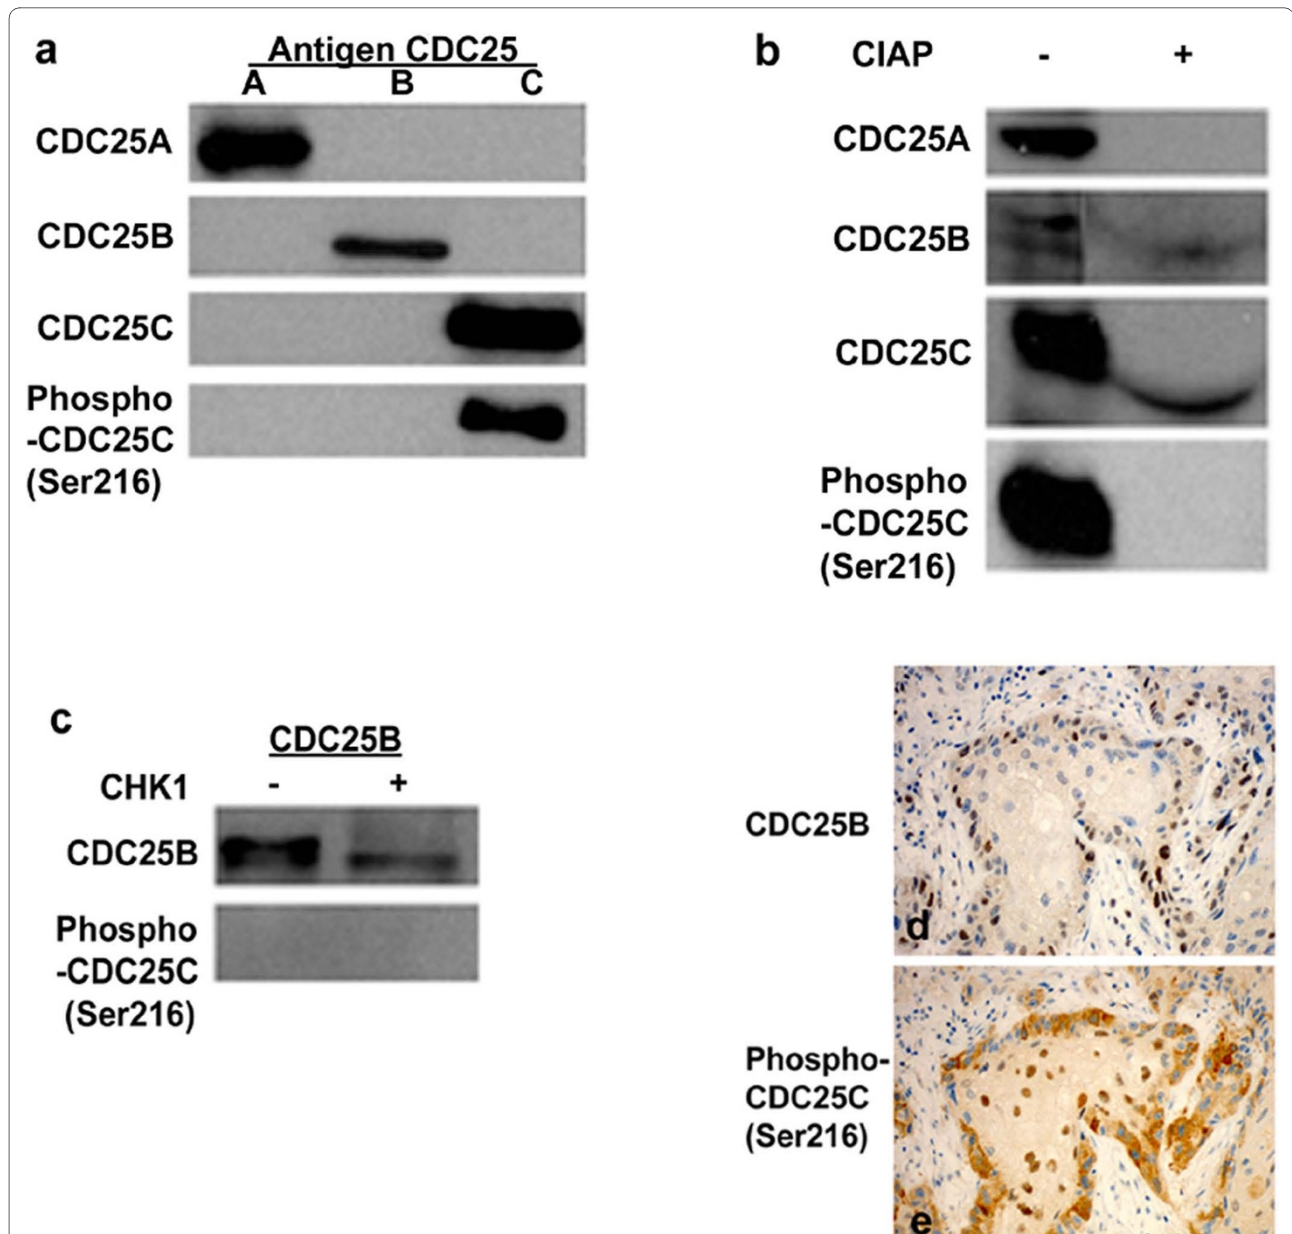 a
Antigen CDC25
A B C
CDC25A
CDC25B
CDC25C
Phospho
-CDC25C
(Ser216)
b
CIAP - +
CDC25A
CDC25B
CDC25C
Phospho
-CDC25C
(Ser216)
c
CDC25B
CHK1 - +
CDC25B
Phospho
-CDC25C
(Ser216)
CDC25B
d
Phospho-
CDC25C
(Ser216)
e